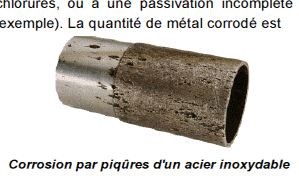 chlorures, ou à une passivation incomplète
exemple). La quantité de métal corrodé est
Corrosion par piqûres d'un acier inoxydable